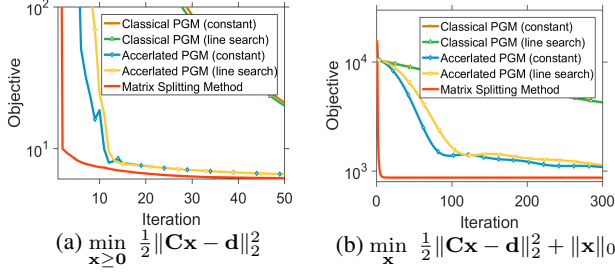 10²
10¹
Objective
Classical PGM (constant)
Classical PGM (line search)
Accerlated PGM (constant)
Accerlated PGM (line search)
Matrix Splitting Method
10 20 30 40 50
Iteration
(a) min x≥0 ½‖Cx − d‖₂²
10⁴
10³
Objective
Classical PGM (constant)
Classical PGM (line search)
Accerlated PGM (constant)
Accerlated PGM (line search)
Matrix Splitting Method
0 100 200 300
Iteration
(b) min x ½‖Cx − d‖₂² + ‖x‖₀